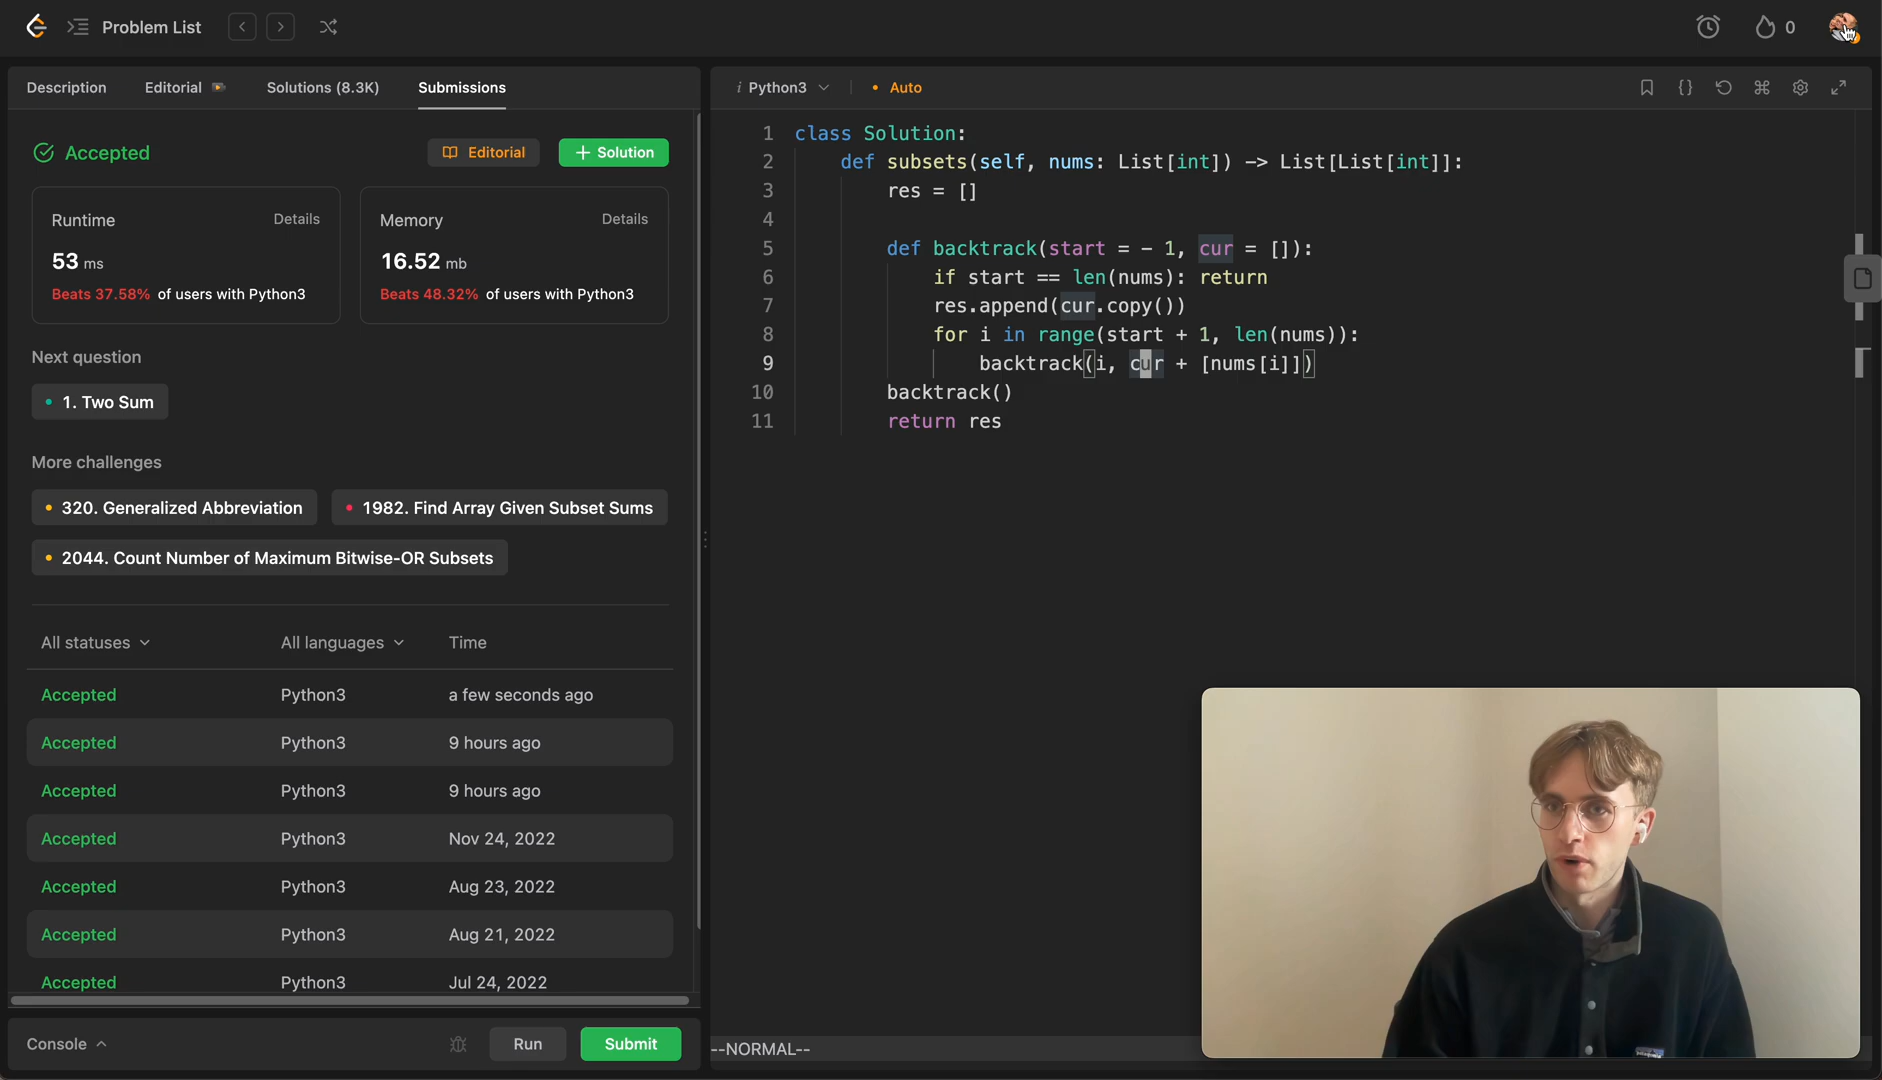 Problem List
0
Description
Editorial
Solutions (8.3K)
Submissions
Accepted
Editorial
+ Solution
Runtime
Details
53 ms
Beats 37.58% of users with Python3
Memory
Details
16.52 mb
Beats 48.32% of users with Python3
Next question
1. Two Sum
More challenges
320. Generalized Abbreviation
1982. Find Array Given Subset Sums
2044. Count Number of Maximum Bitwise-OR Subsets
All statuses
All languages
Time
Accepted Python3 a few seconds ago
Accepted Python3 9 hours ago
Accepted Python3 9 hours ago
Accepted Python3 Nov 24, 2022
Accepted Python3 Aug 23, 2022
Accepted Python3 Aug 21, 2022
Accepted Python3 Jul 24, 2022
Console
Run
Submit
i Python3
Auto
1 class Solution:
2 def subsets(self, nums: List[int]) -> List[List[int]]:
3 res = []
4
5 def backtrack(start = - 1, cur = []):
6 if start == len(nums): return
7 res.append(cur.copy())
8 for i in range(start + 1, len(nums)):
9 backtrack(i, cur + [nums[i]])
10 backtrack()
11 return res
--NORMAL--